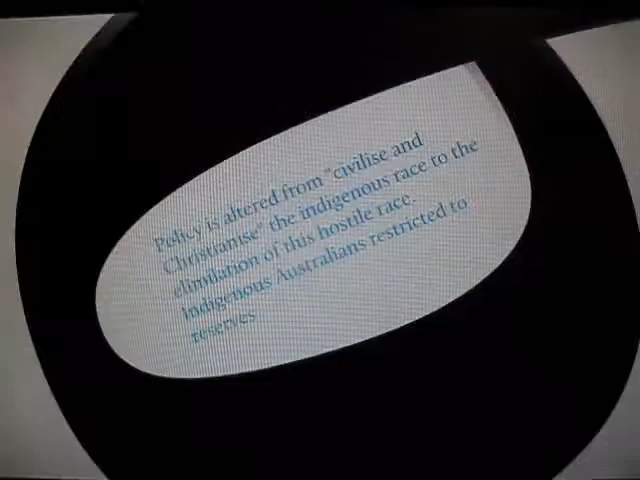 Policy is altered from "civilise and
Christianise" the indigenous race to the
elimilation of this hostile race.
Indigenous Australians restricted to
reserves